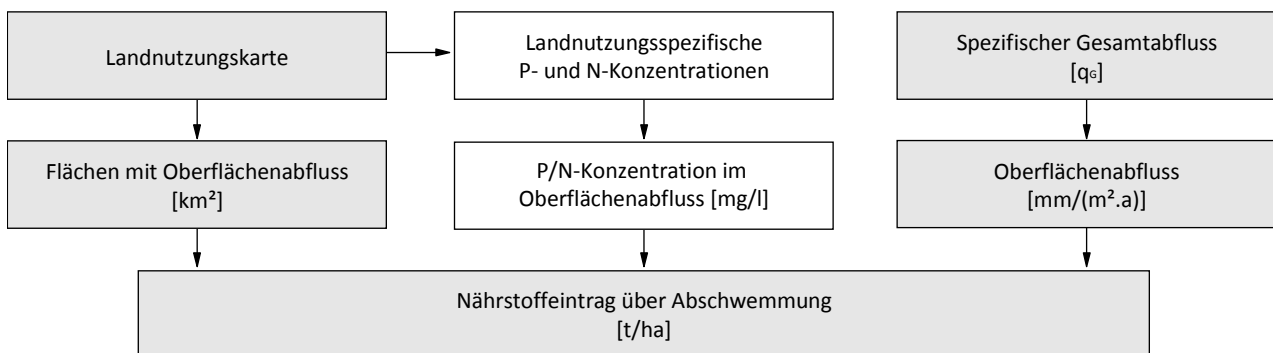 Landnutzungskarte
Landnutzungsspezifische
P- und N-Konzentrationen
Spezifischer Gesamtabfluss
[qG]
Flächen mit Oberflächenabfluss
[km²]
P/N-Konzentration im
Oberflächenabfluss [mg/l]
Oberflächenabfluss
[mm/(m².a)]
Nährstoffeintrag über Abschwemmung
[t/ha]